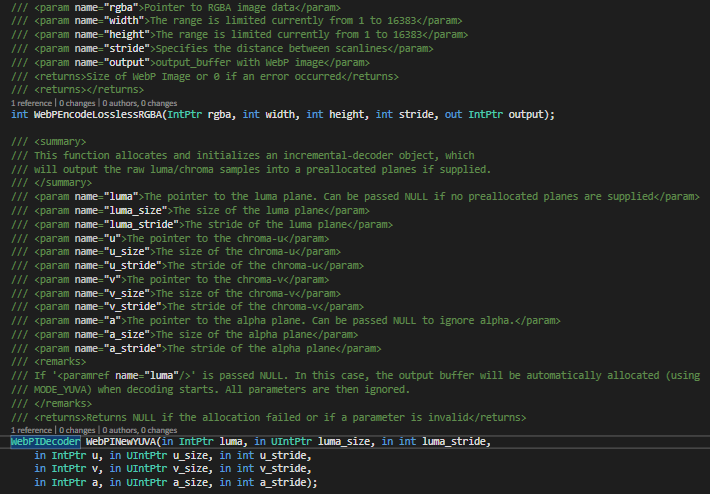 /// <param name="rgba">Pointer to RGBA image data</param>
/// <param name="width">The range is limited currently from 1 to 16383</param>
/// <param name="height">The range is limited currently from 1 to 16383</param>
/// <param name="stride">Specifies the distance between scanlines</param>
/// <param name="output">output_buffer with WebP image</param>
/// <returns>Size of WebP Image or 0 if an error occurred</returns>
/// <returns></returns>
1 reference | 0 changes | 0 authors, 0 changes
int WebPEncodeLosslessRGBA(IntPtr rgba, int width, int height, int stride, out IntPtr output);
/// <summary>
/// This function allocates and initializes an incremental-decoder object, which
/// will output the raw luma/chroma samples into a preallocated planes if supplied.
/// </summary>
/// <param name="luma">The pointer to the luma plane. Can be passed NULL if no preallocated planes are supplied</param>
/// <param name="luma_size">The size of the luma plane</param>
/// <param name="luma_stride">The stride of the luma plane</param>
/// <param name="u">The pointer to the chroma-u</param>
/// <param name="u_size">The size of the chroma-u</param>
/// <param name="u_stride">The stride of the chroma-u</param>
/// <param name="v">The pointer to the chroma-v</param>
/// <param name="v_size">The size of the chroma-v</param>
/// <param name="v_stride">The stride of the chroma-v</param>
/// <param name="a">The pointer to the alpha plane. Can be passed NULL to ignore alpha.</param>
/// <param name="a_size">The size of the alpha plane</param>
/// <param name="a_stride">The stride of the alpha plane</param>
/// <remarks>
/// If '<paramref name="luma"/>' is passed NULL. In this case, the output buffer will be automatically allocated (using
/// MODE_YUVA) when decoding starts. All parameters are then ignored.
/// </remarks>
/// <returns>Returns NULL if the allocation failed or if a parameter is invalid</returns>
1 reference | 0 changes | 0 authors, 0 changes
WebPIDecoder WebPINewYUVA(in IntPtr luma, in UIntPtr luma_size, in int luma_stride,
in IntPtr u, in UIntPtr u_size, in int u_stride,
in IntPtr v, in UIntPtr v_size, in int v_stride,
in IntPtr a, in UIntPtr a_size, in int a_stride);